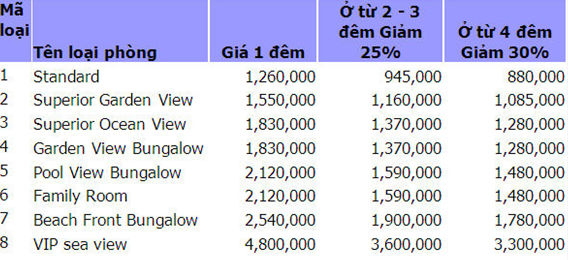 Mã loại Tên loại phòng Giá 1 đêm Ở từ 2 - 3 đêm Giảm 25% Ở từ 4 đêm Giảm 30%
1 Standard 1,260,000 945,000 880,000
2 Superior Garden View 1,550,000 1,160,000 1,085,000
3 Superior Ocean View 1,830,000 1,370,000 1,280,000
4 Garden View Bungalow 1,830,000 1,370,000 1,280,000
5 Pool View Bungalow 2,120,000 1,590,000 1,480,000
6 Family Room 2,120,000 1,590,000 1,480,000
7 Beach Front Bungalow 2,540,000 1,900,000 1,780,000
8 VIP sea view 4,800,000 3,600,000 3,300,000